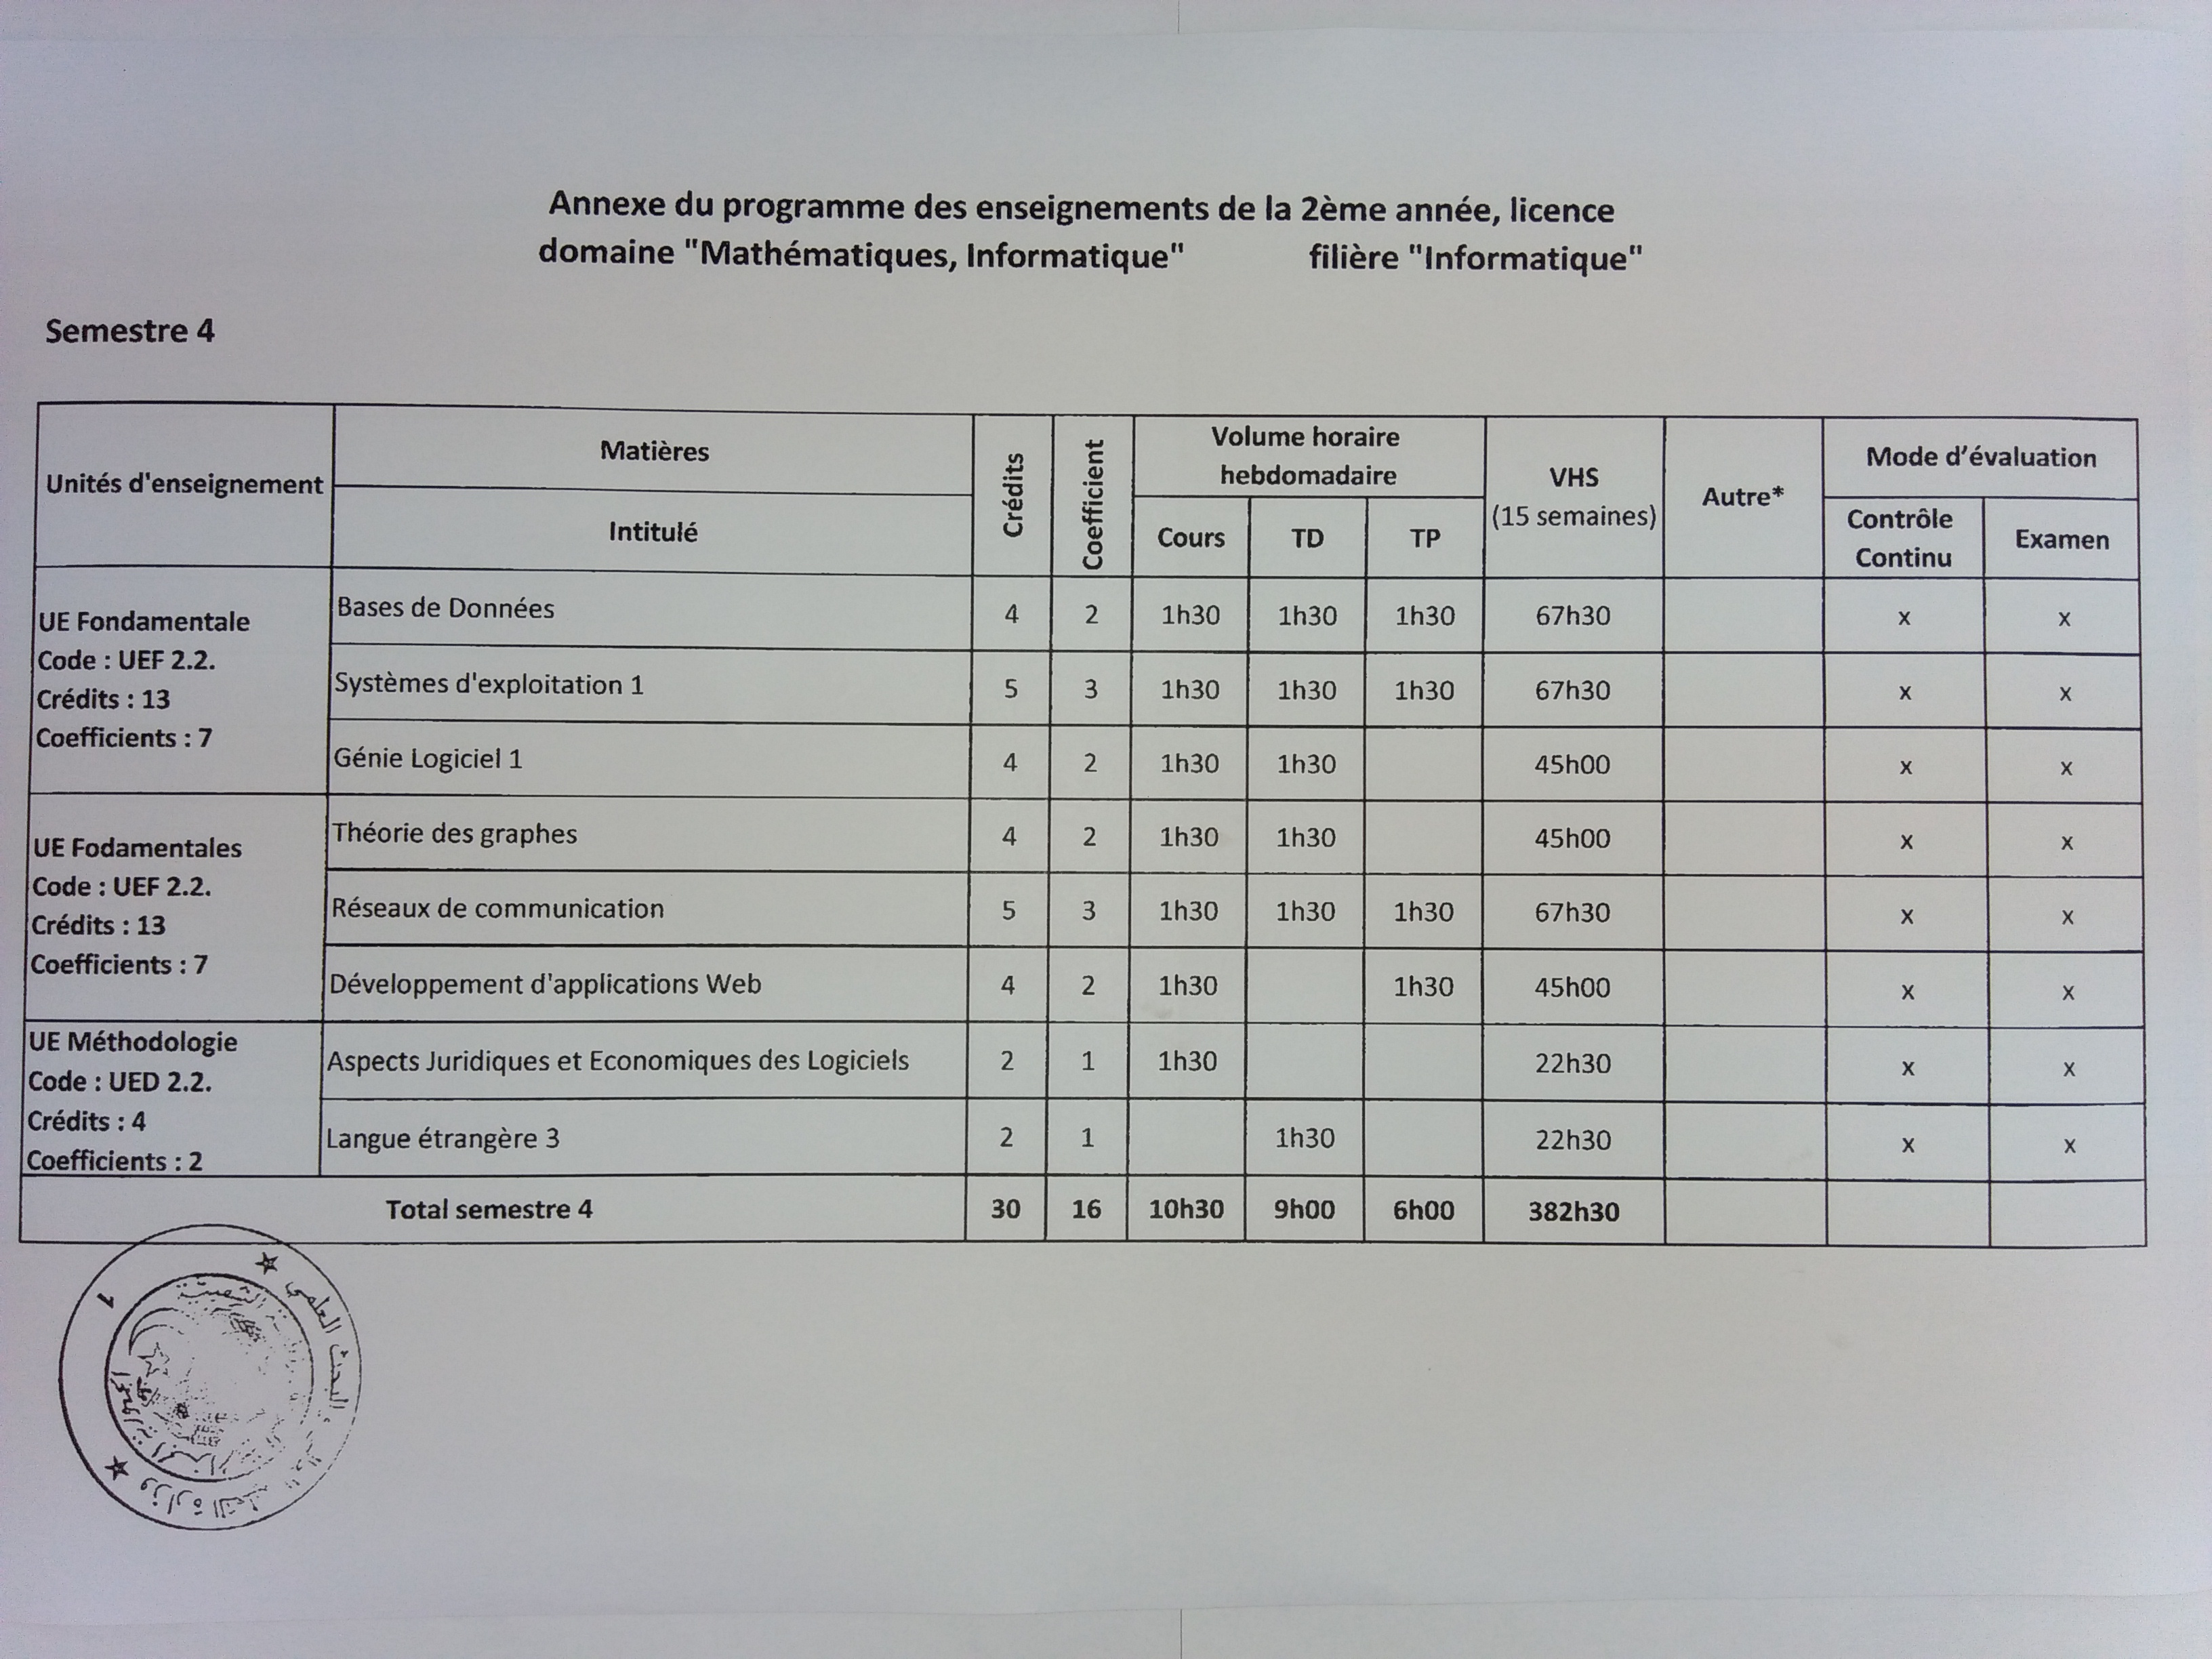 Annexe du programme des enseignements de la 2ème année, licence
domaine "Mathématiques, Informatique" filière "Informatique"
Semestre 4
Unités d'enseignement Matières Crédits Coefficient Volume horaire hebdomadaire VHS (15 semaines) Autre* Mode d'évaluation
Intitulé Cours TD TP Contrôle Continu Examen
UE Fondamentale
Code : UEF 2.2.
Crédits : 13
Coefficients : 7
Bases de Données 4 2 1h30 1h30 1h30 67h30 x x
Systèmes d'exploitation 1 5 3 1h30 1h30 1h30 67h30 x x
Génie Logiciel 1 4 2 1h30 1h30 45h00 x x
UE Fodamentales
Code : UEF 2.2.
Crédits : 13
Coefficients : 7
Théorie des graphes 4 2 1h30 1h30 45h00 x x
Réseaux de communication 5 3 1h30 1h30 1h30 67h30 x x
Développement d'applications Web 4 2 1h30 1h30 45h00 x x
UE Méthodologie
Code : UED 2.2.
Crédits : 4
Coefficients : 2
Aspects Juridiques et Economiques des Logiciels 2 1 1h30 22h30 x x
Langue étrangère 3 2 1 1h30 22h30 x x
Total semestre 4 30 16 10h30 9h00 6h00 382h30
البحث العلمي